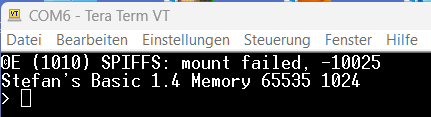 COM6 - Tera Term VT
Datei Bearbeiten Einstellungen Steuerung Fenster Hilfe
0E (1010) SPIFFS: mount failed, -10025
Stefan's Basic 1.4 Memory 65535 1024
>